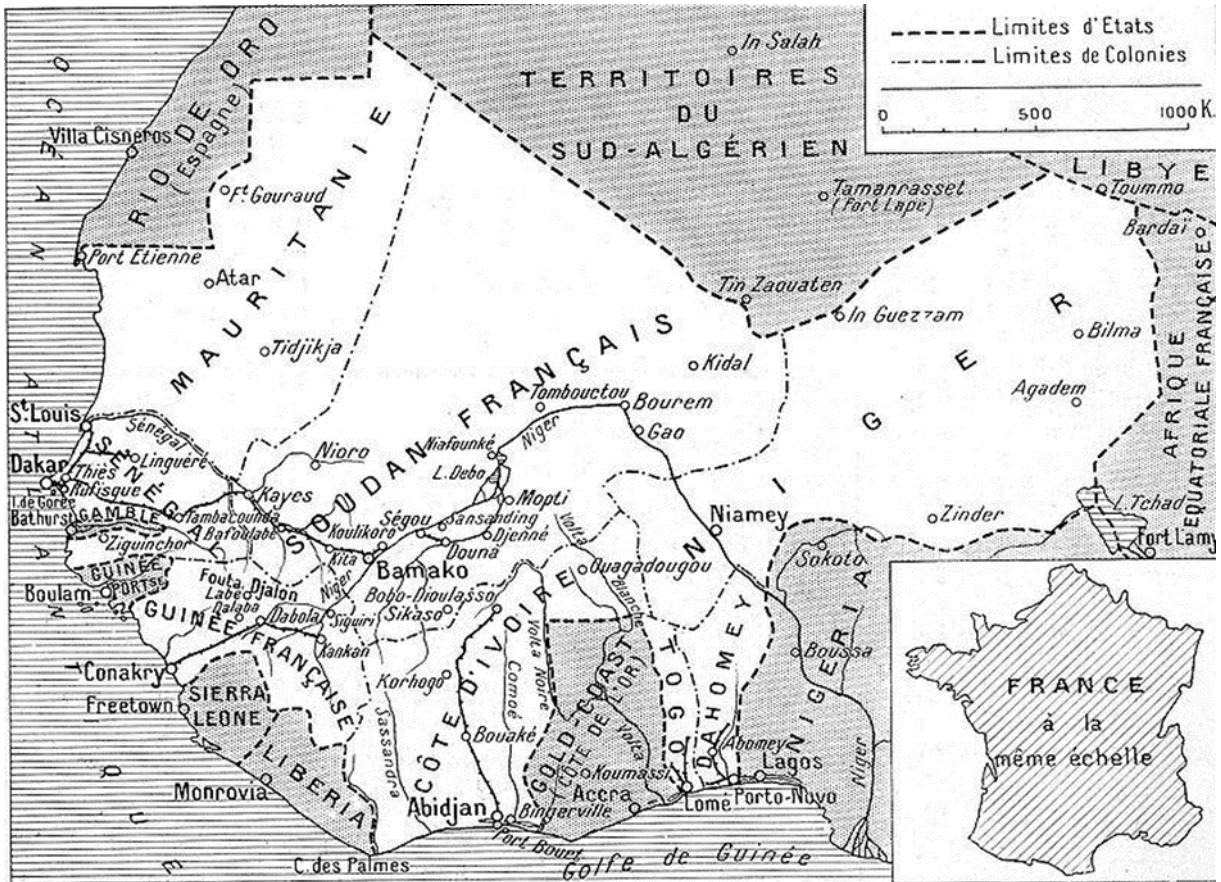 Limites d'Etats
Limites de Colonies
0 500 1000 K.
OCÉAN ATLANTIQUE
RIO DE ORO
(Espagne)
Villa Cisneros
In Salah
TERRITOIRES
DU
SUD-ALGÉRIEN
Tamanrasset
(Fort Lape)
LIBYE
Toummo
Bardaï
AFRIQUE
EQUATORIALE FRANÇAISE
Ft. Gouraud
Port Etienne
Atar
MAURITANIE
Tidjikja
Tin Zaouaten
In Guezzam
Bilma
Agadem
NIGER
Kidal
SOUDAN FRANÇAIS
Tombouctou
Bourem
Gao
Niger
Niafounké
L. Debo
Mopti
St. Louis
Sénégal
SÉNÉGAL
Linguère
Nioro
Dakar
Thiès
Rufisque
I. de Gorée
Bathurst
GAMBIE
Kayes
Tambacounda
Bafoulabé
Ziguinchor
Koulikoro
Ségou
Sansanding
Djenné
Douna
Kita
Bamako
Niger
Volta
Blanche
Ouagadougou
Niamey
Zinder
L. Tchad
Fort Lamy
Sokoto
GUINÉE
PORTSE
Boulam
Fouta Djalon
Labé
Dalaba
Dabola
Siguiri
Kankan
Bobo-Dioulasso
Sikaso
GUINÉE FRANÇAISE
Conakry
Freetown
SIERRA
LEONE
LIBERIA
Monrovia
Korhogo
CÔTE D'IVOIRE
Bouaké
Comoé
Volta Noire
Sassandra
GOLD-COAST
(CÔTE DE L'OR)
Volta
Koumassi
TOGO
DAHOMEY
Abomey
NIGERIA
Boussa
Niger
Lagos
Abidjan
Bingerville
Port Bouet
Accra
Lomé
Porto-Novo
C. des Palmes
Golfe de Guinée
FRANCE
à la
même échelle